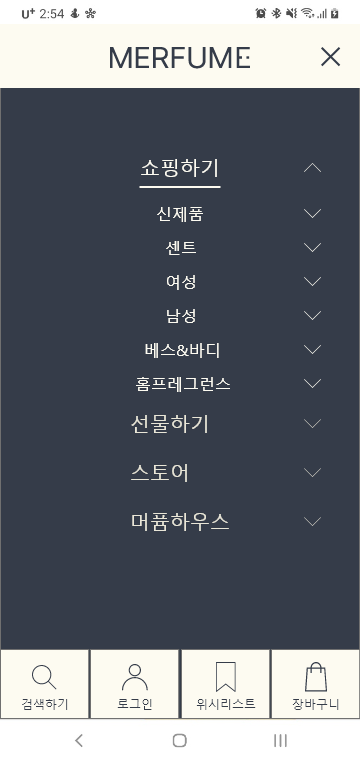 U+ 2:54
MERFUME
쇼핑하기
신제품
센트
여성
남성
베스&바디
홈프레그런스
선물하기
스토어
머퓸하우스
검색하기
로그인
위시리스트
장바구니